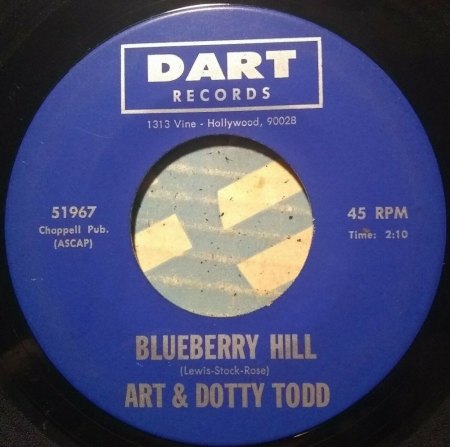 DART
RECORDS
1313 Vine - Hollywood, 90028
51967
Chappell Pub.
(ASCAP)
45 RPM
Time: 2:10
BLUEBERRY HILL
(Lewis-Stock-Rose)
ART & DOTTY TODD